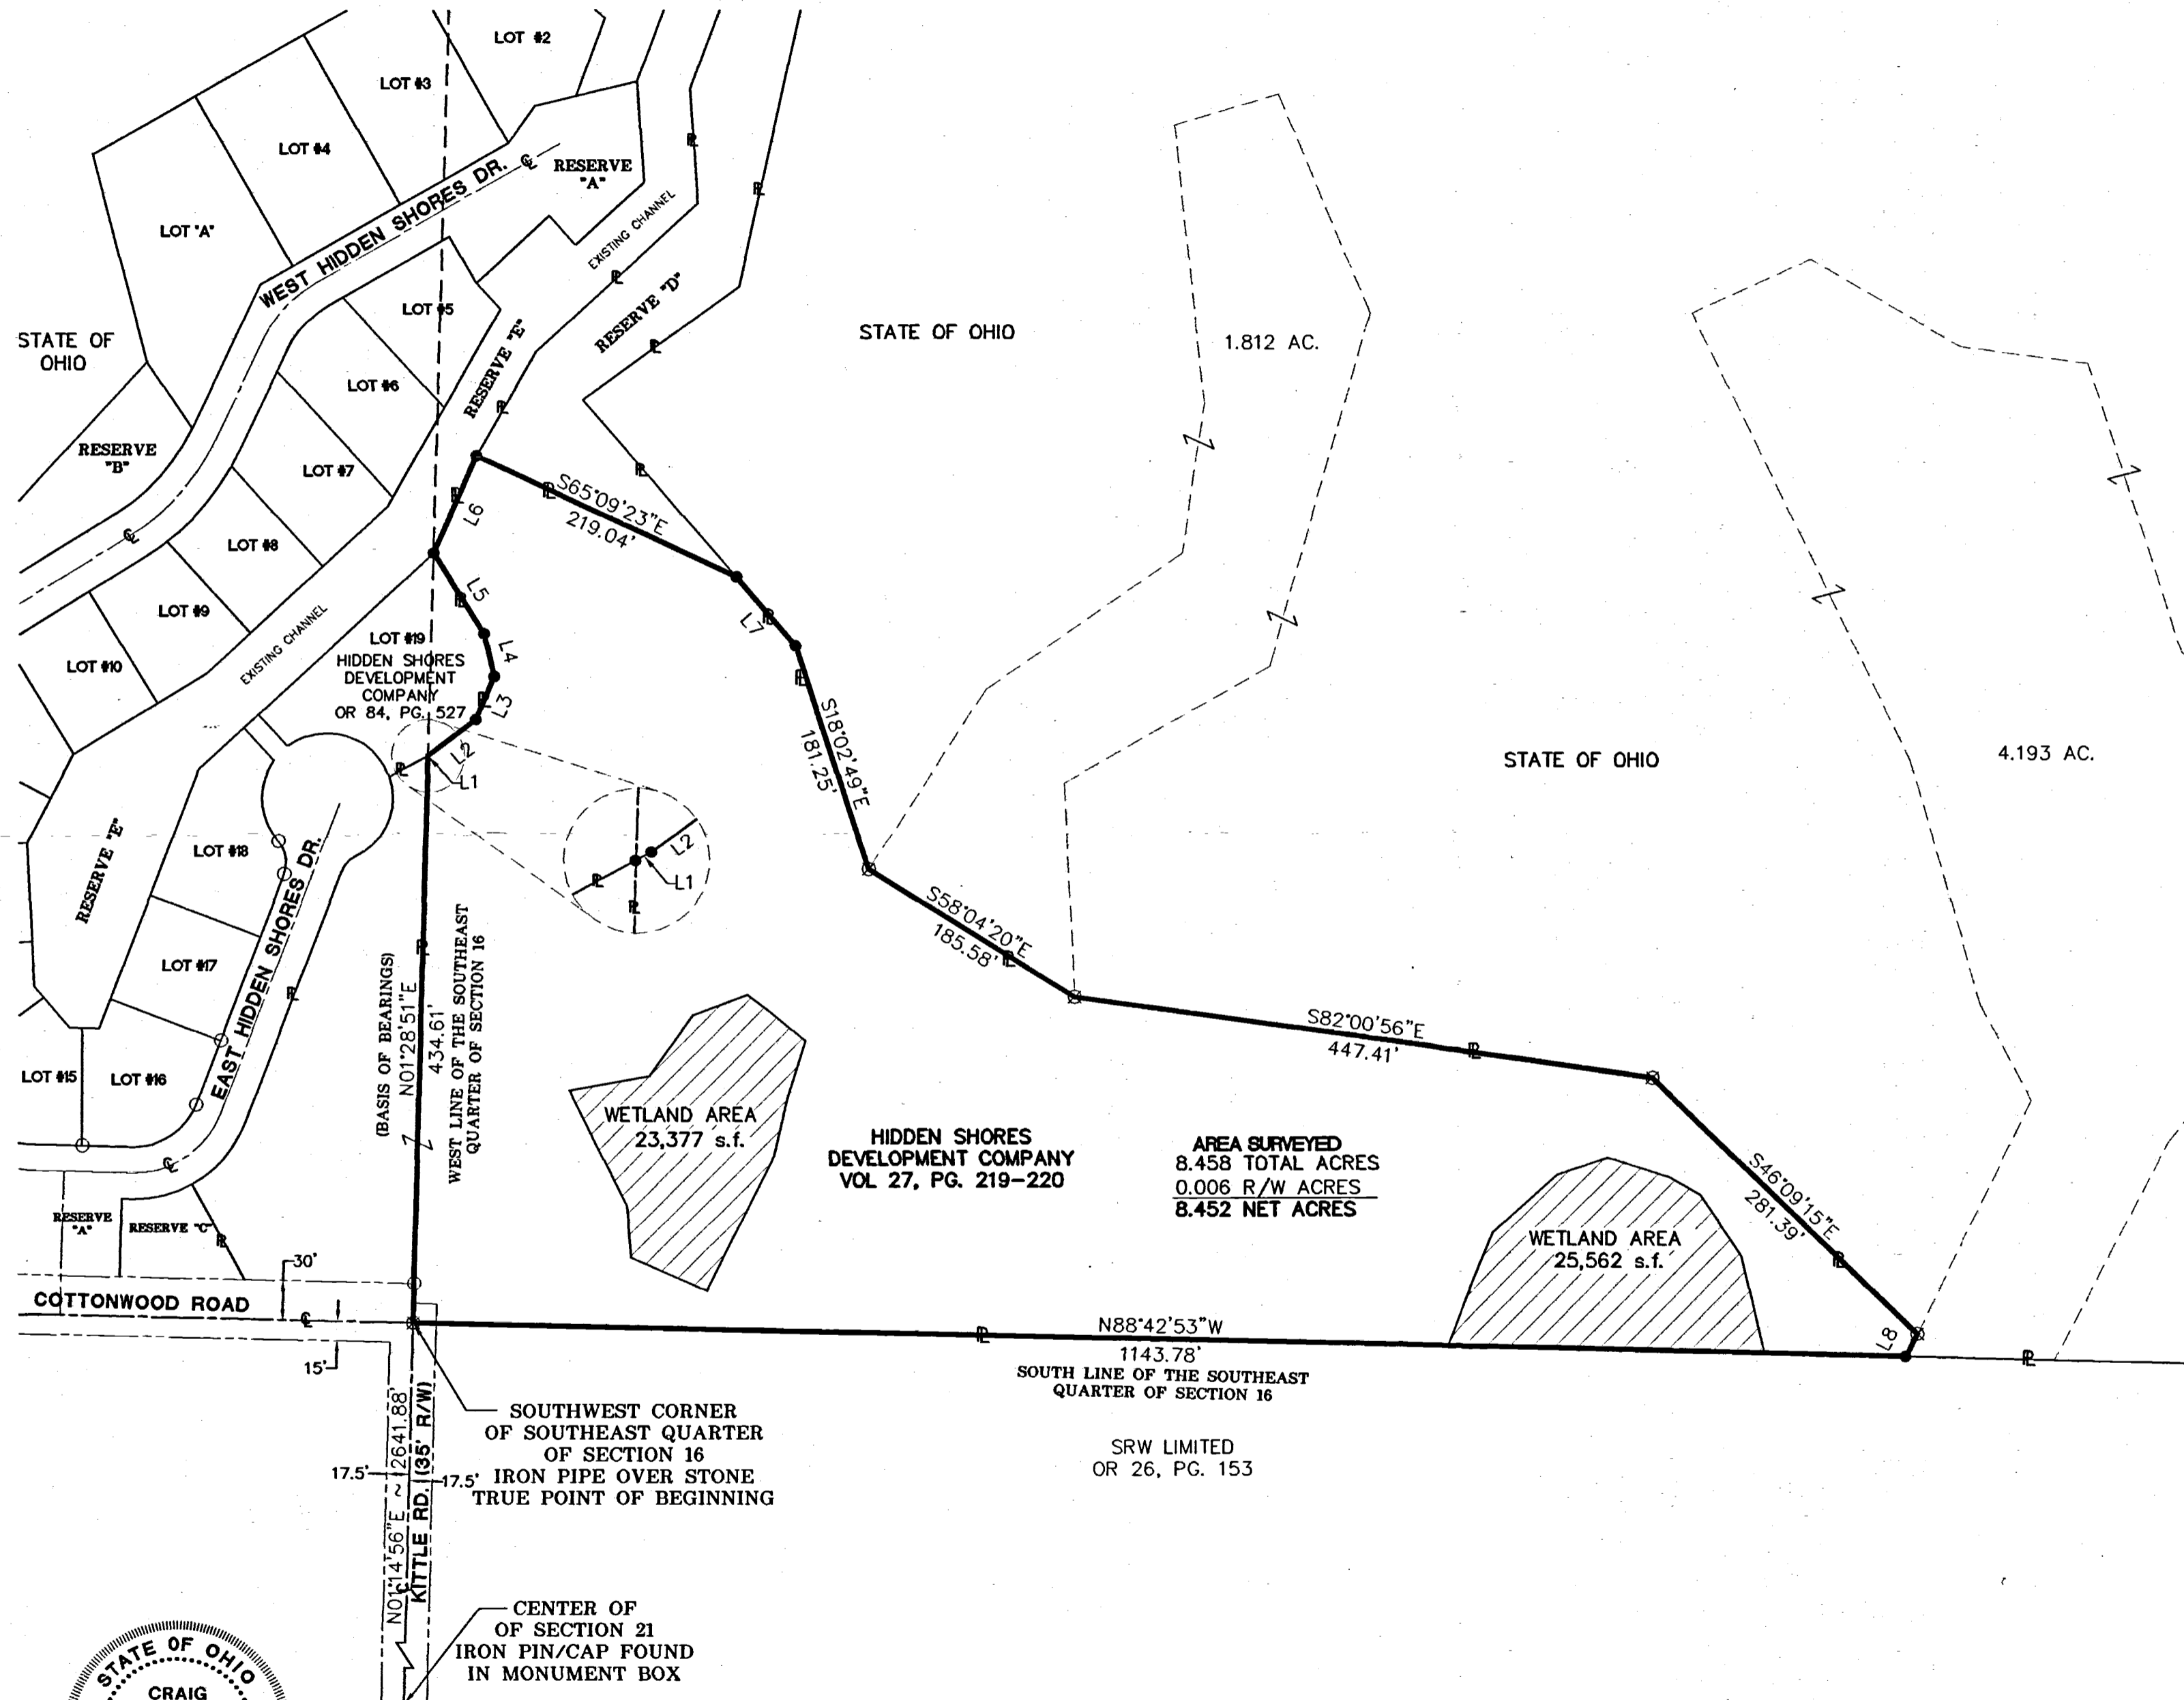 LOT #2
LOT #3
LOT #4
LOT "A"
WEST HIDDEN SHORES DR.
RESERVE
"A"
EXISTING CHANNEL
RESERVE "D"
LOT #5
RESERVE "E"
LOT #6
STATE OF
OHIO
STATE OF OHIO
1.812 AC.
RESERVE
"B"
LOT #7
LOT #8
LOT #9
LOT #10
EXISTING CHANNEL
L6
S65°09'23"E
219.04'
L5
L4
L3
L2
L1
L7
LOT #19
HIDDEN SHORES
DEVELOPMENT
COMPANY
OR 84, PG. 527
S18°02'49"E
181.25'
STATE OF OHIO
4.193 AC.
L2
L1
RESERVE "E"
LOT #18
LOT #17
EAST HIDDEN SHORES DR.
LOT #15
LOT #16
(BASIS OF BEARINGS)
N01°28'51"E
434.61'
WEST LINE OF THE SOUTHEAST
QUARTER OF SECTION 16
S58°04'20"E
185.58'
S82°00'56"E
447.41'
WETLAND AREA
23,377 s.f.
HIDDEN SHORES
DEVELOPMENT COMPANY
VOL 27, PG. 219-220
AREA SURVEYED
8.458 TOTAL ACRES
0.006 R/W ACRES
8.452 NET ACRES
S46°09'15"E
281.39'
WETLAND AREA
25,562 s.f.
RESERVE
"A"
RESERVE "C"
30'
COTTONWOOD ROAD
15'
L8
N88°42'53"W
1143.78'
SOUTH LINE OF THE SOUTHEAST
QUARTER OF SECTION 16
SRW LIMITED
OR 26, PG. 153
SOUTHWEST CORNER
OF SOUTHEAST QUARTER
OF SECTION 16
IRON PIPE OVER STONE
TRUE POINT OF BEGINNING
17.5'
17.5'
N01°14'56"E ~ 2641.88'
KITTLE RD. (35' R/W)
CENTER OF
OF SECTION 21
IRON PIN/CAP FOUND
IN MONUMENT BOX
STATE OF OHIO
CRAIG